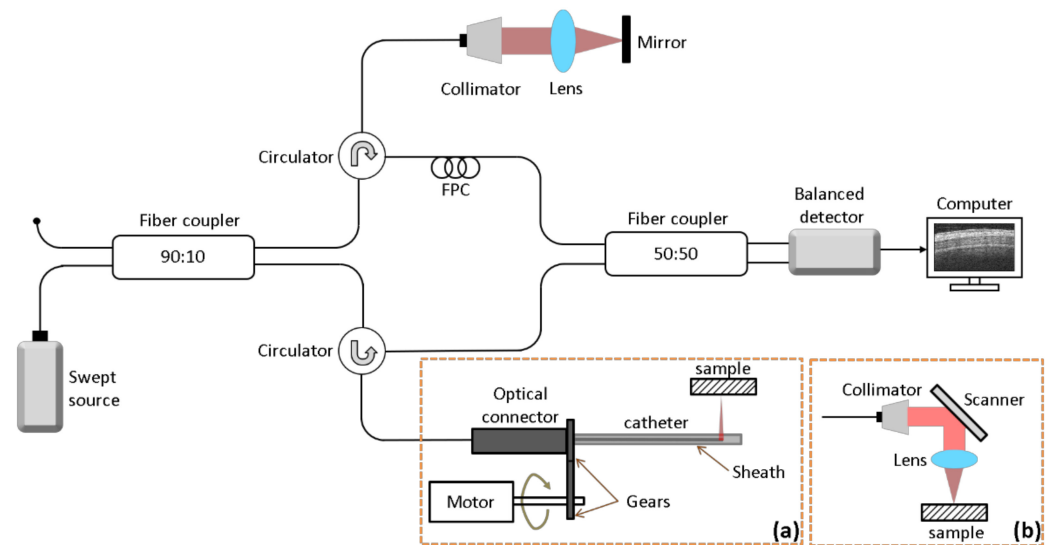 Mirror
Collimator
Lens
Circulator
FPC
Fiber coupler
90:10
Fiber coupler
50:50
Balanced
detector
Computer
Swept
source
Circulator
Optical
connector
catheter
sample
Sheath
Motor
Gears
(a)
Collimator
Scanner
Lens
sample
(b)